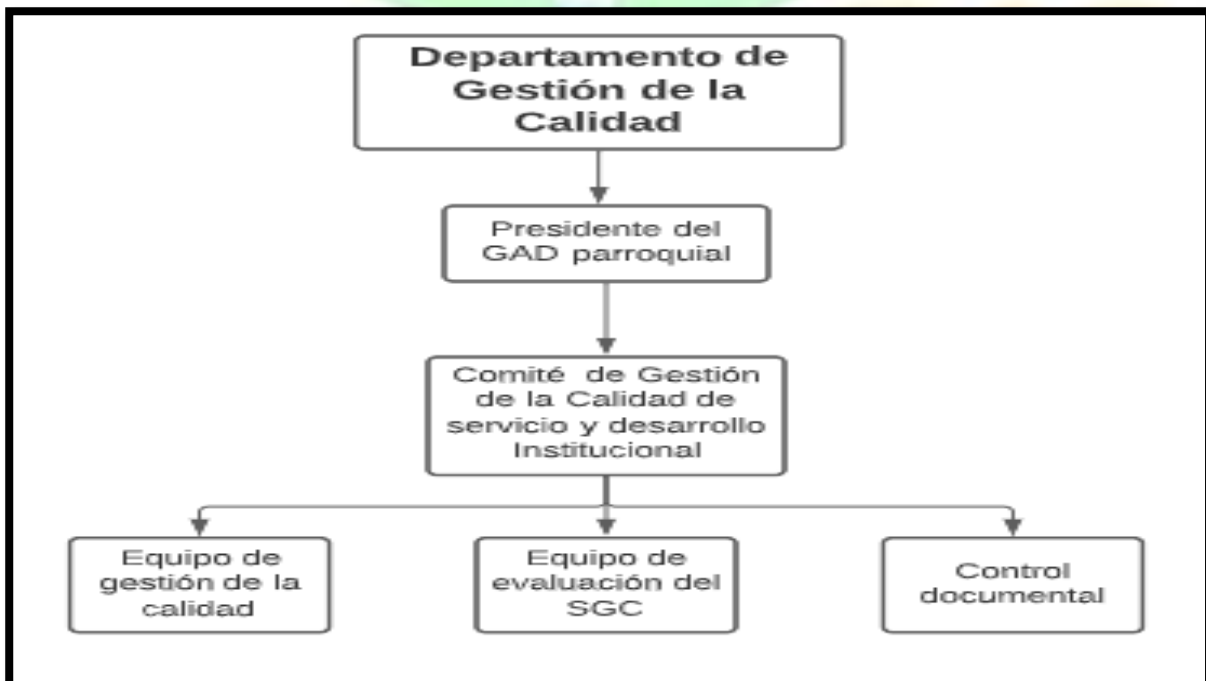 Departamento de
Gestión de la
Calidad
Presidente del
GAD parroquial
Comité de Gestión
de la Calidad de
servicio y desarrollo
Institucional
Equipo de
gestión de la
calidad
Equipo de
evaluación del
SGC
Control
documental